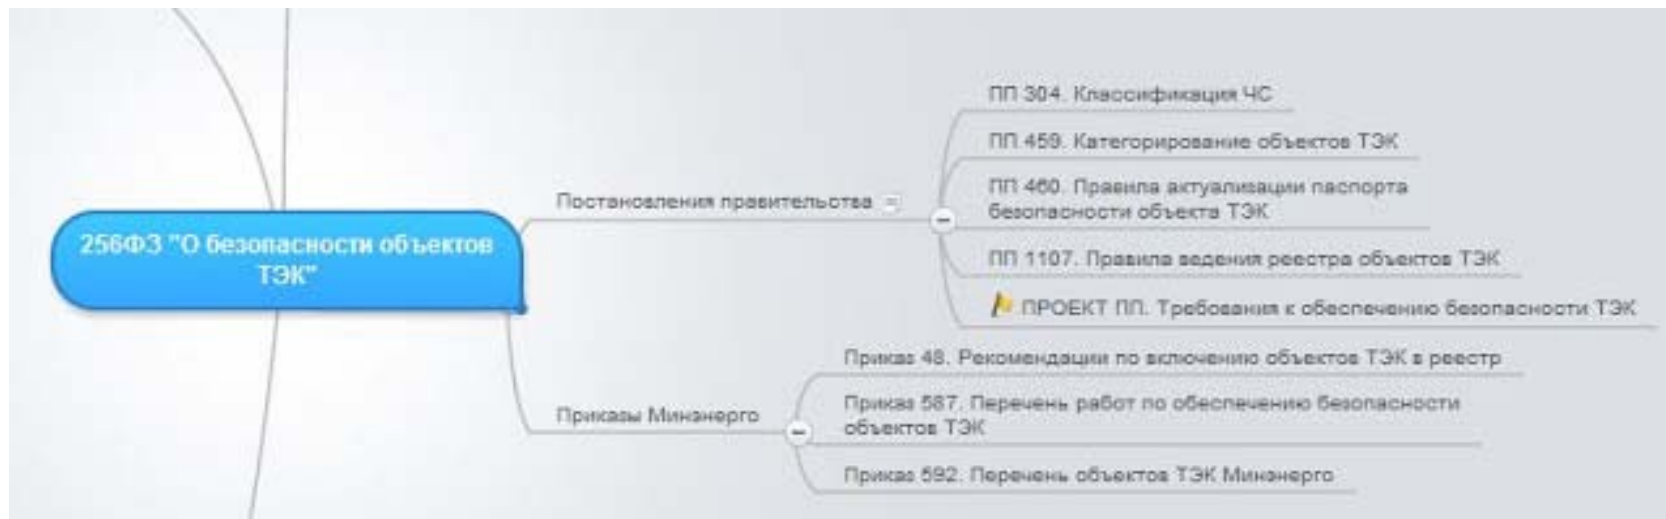 256ФЗ "О безопасности объектов
ТЭК"
Постановления правительства
ПП 304. Классификация ЧС
ПП 459. Категорирование объектов ТЭК
ПП 460. Правила актуализации паспорта
безопасности объекта ТЭК
ПП 1107. Правила ведения реестра объектов ТЭК
ПРОЕКТ ПП. Требования к обеспечению безопасности ТЭК
Приказы Минэнерго
Приказ 48. Рекомендации по включению объектов ТЭК в реестр
Приказ 587. Перечень работ по обеспечению безопасности
объектов ТЭК
Приказ 592. Перечень объектов ТЭК Минэнерго